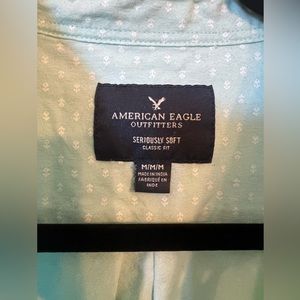 AMERICAN EAGLE
OUTFITTERS
SERIOUSLY SOFT
CLASSIC FIT
M/M/M
MADE IN INDIA
FABRIQUÉ EN
INDE